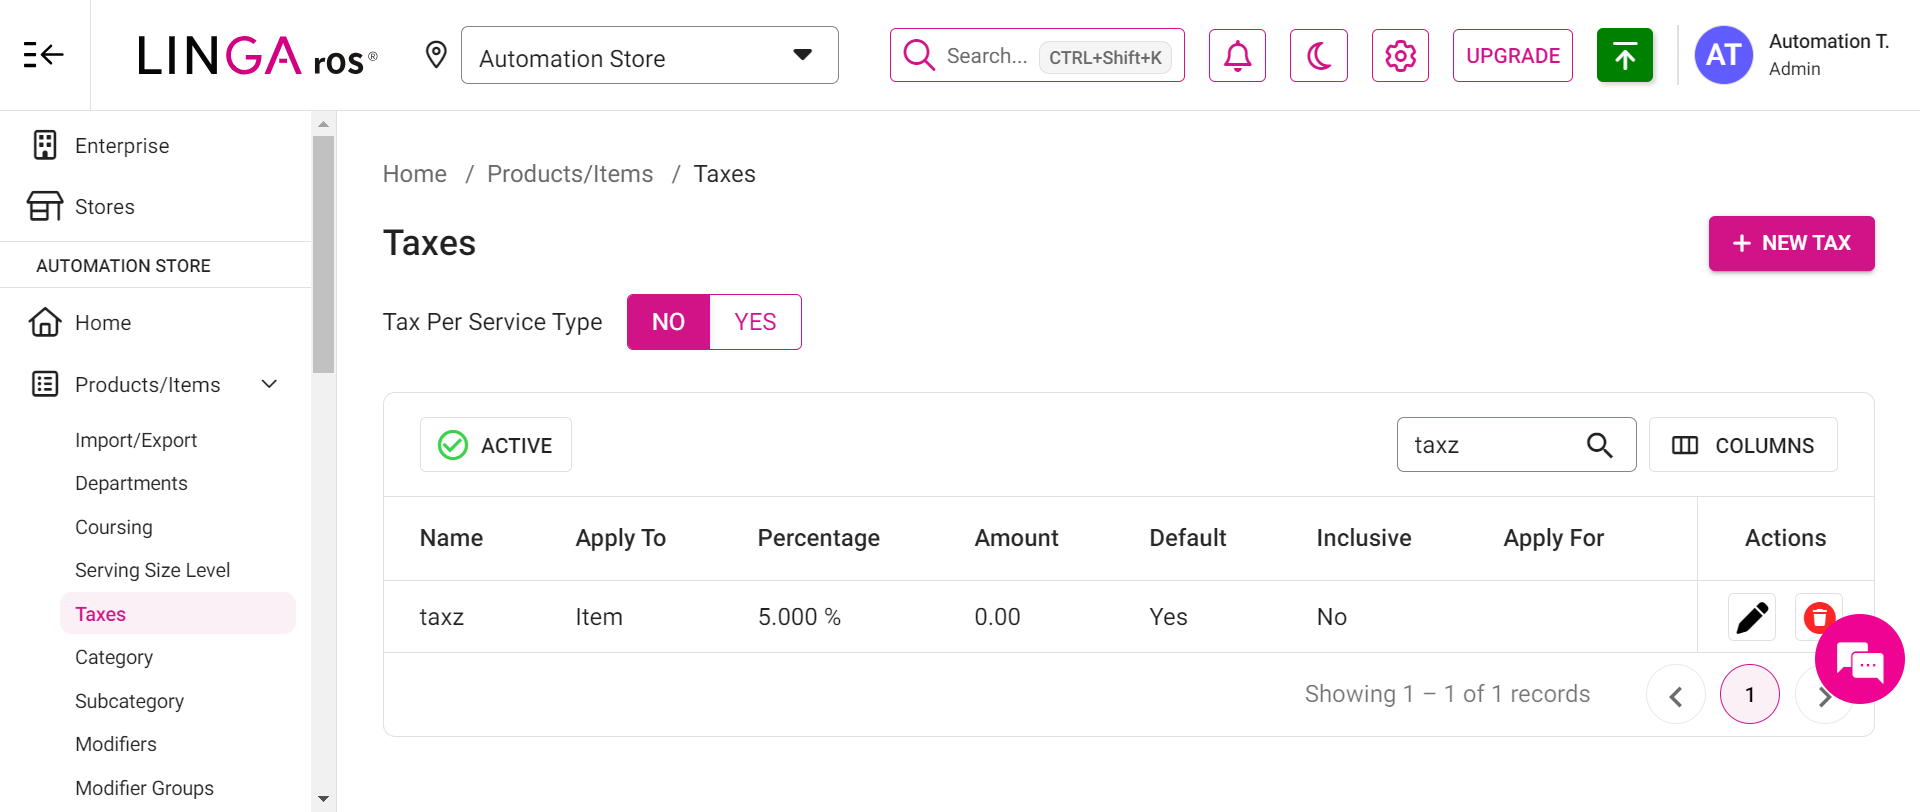 LINGA ros®
Automation Store
Search... CTRL+Shift+K
UPGRADE
AT
Automation T.
Admin
Enterprise
Stores
AUTOMATION STORE
Home
Products/Items
Import/Export
Departments
Coursing
Serving Size Level
Taxes
Category
Subcategory
Modifiers
Modifier Groups
Home / Products/Items / Taxes
Taxes
+ NEW TAX
Tax Per Service Type NO YES
ACTIVE
taxz
COLUMNS
Name Apply To Percentage Amount Default Inclusive Apply For Actions
taxz Item 5.000 % 0.00 Yes No
Showing 1 – 1 of 1 records
1